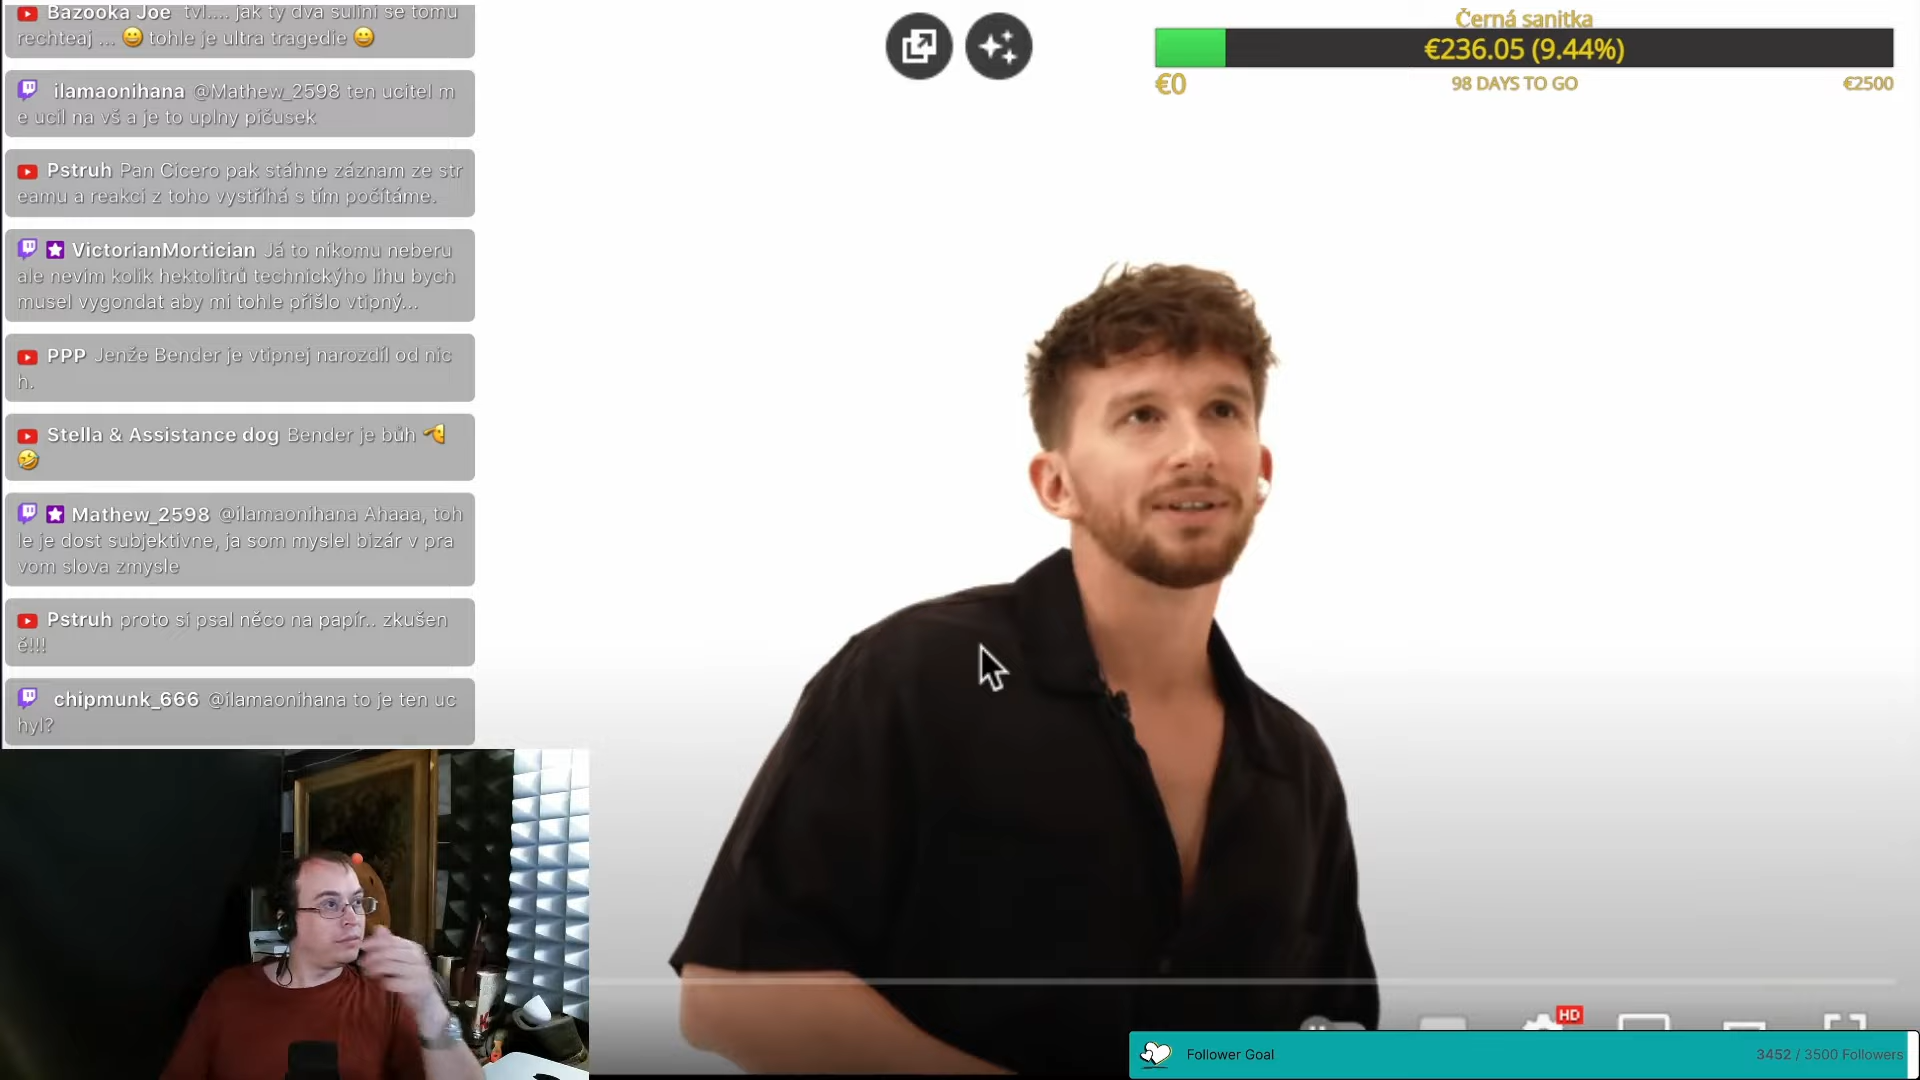 Bazooka Joe tvl.... jak ty dva sulini se tomu
rechteaj ... 😀 tohle je ultra tragedie 😀
ilamaonihana @Mathew_2598 ten ucitel m
e ucil na vš a je to uplny pičusek
Pstruh Pan Cicero pak stáhne záznam ze str
eamu a reakci z toho vystříhá s tím počítáme.
VictorianMortician Já to nikomu neberu
ale nevim kolik hektolitrů technickýho lihu bych
musel vygondat aby mi tohle přišlo vtipný...
PPP Jenže Bender je vtipnej narozdíl od nic
h.
Stella & Assistance dog Bender je bůh 🫡
🤣
Mathew_2598 @ilamaonihana Ahaaa, toh
le je dost subjektivne, ja som myslel bizár v pra
vom slova zmysle
Pstruh proto si psal něco na papír.. zkušen
ě!!!
chipmunk_666 @ilamaonihana to je ten uc
hyl?
Černá sanitka
€236.05 (9.44%)
€0 98 DAYS TO GO €2500
HD
Follower Goal 3452 / 3500 Followers